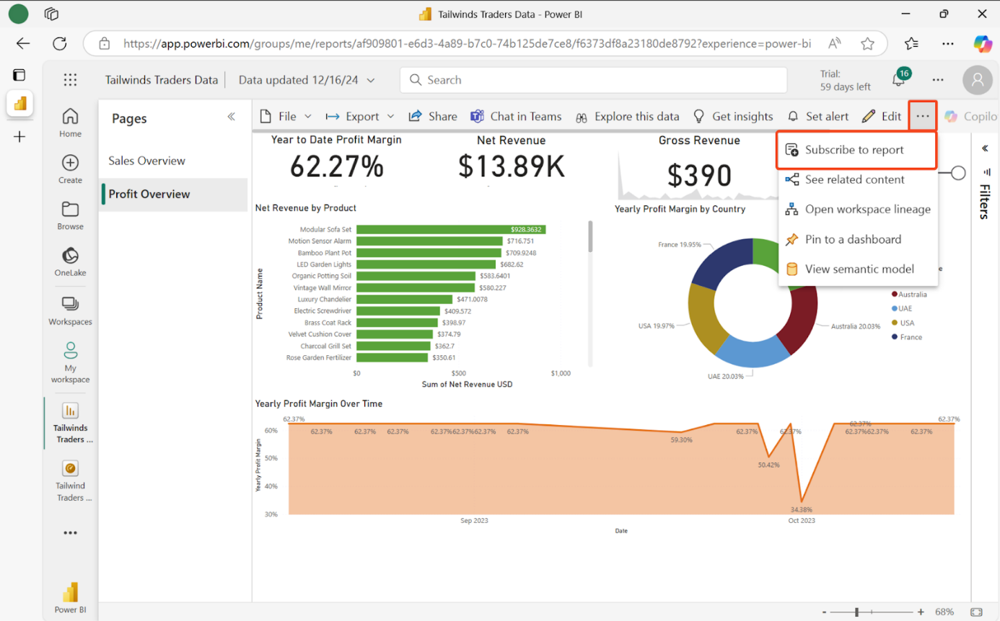 Tailwinds Traders Data - Power BI
https://app.powerbi.com/groups/me/reports/af909801-e6d3-4a89-b7c0-74b125de7ce8/f6373df8a23180de8792?experience=power-bi
Tailwinds Traders Data
Data updated 12/16/24
Search
Trial:
59 days left
16
Home
Create
Browse
OneLake
Workspaces
My
workspace
Tailwinds
Traders ...
Tailwind
Traders ...
Power BI
Pages
Sales Overview
Profit Overview
File
Export
Share
Chat in Teams
Explore this data
Get insights
Set alert
Edit
Copilo
Subscribe to report
See related content
Open workspace lineage
Pin to a dashboard
View semantic model
Filters
Year to Date Profit Margin
62.27%
Net Revenue
$13.89K
Gross Revenue
$390
Net Revenue by Product
Product Name
Modular Sofa Set
$928.3632
Motion Sensor Alarm
$716.751
Bamboo Plant Pot
$709.9248
LED Garden Lights
$682.62
Organic Potting Soil
$583.6401
Vintage Wall Mirror
$580.227
Luxury Chandelier
$471.0078
Electric Screwdriver
$409.572
Brass Coat Rack
$398.97
Velvet Cushion Cover
$374.79
Charcoal Grill Set
$362.7
Rose Garden Fertilizer
$350.61
$0
$500
$1,000
Sum of Net Revenue USD
Yearly Profit Margin by Country
France 19.95%
USA 19.97%
UAE 20.03%
Australia 20.03%
Australia
UAE
USA
France
Yearly Profit Margin Over Time
Yearly Profit Margin
60%
50%
40%
30%
62.37%
62.37%
62.37%
62.37%
62.37%62.37%62.37%
62.37%
59.30%
62.37%
50.42%
62.37%
34.38%
62.37%
62.37%62.37%
62.37%
62.37%
Sep 2023
Oct 2023
Date
68%